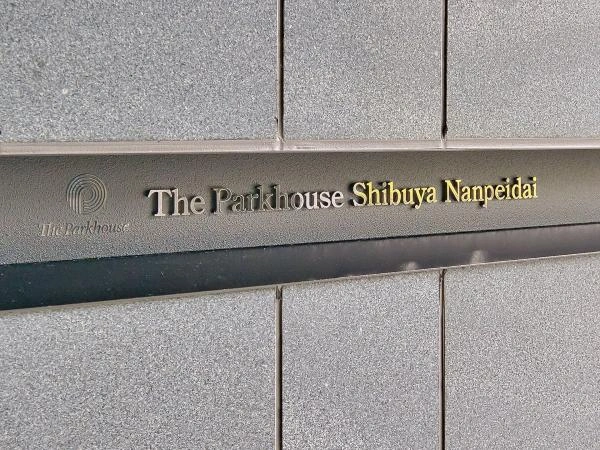 The Parkhouse
The Parkhouse Shibuya Nanpeidai